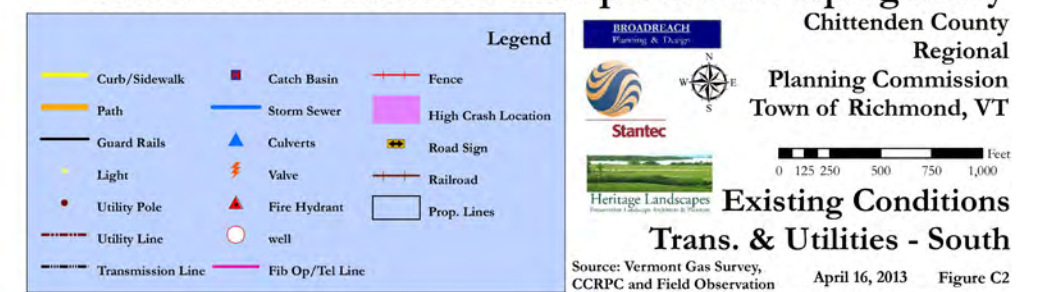 Legend
Curb/Sidewalk
Path
Guard Rails
Light
Utility Pole
Utility Line
Transmission Line
Catch Basin
Storm Sewer
Culverts
Valve
Fire Hydrant
well
Fib Op/Tel Line
Fence
High Crash Location
Road Sign
Railroad
Prop. Lines
BROADREACH
Planning & Design
N
W E
S
Stantec
Heritage Landscapes
Preservation Landscape Architects & Planners
Chittenden County
Regional
Planning Commission
Town of Richmond, VT
Feet
0 125 250 500 750 1,000
Existing Conditions
Trans. & Utilities - South
Source: Vermont Gas Survey,
CCRPC and Field Observation
April 16, 2013 Figure C2